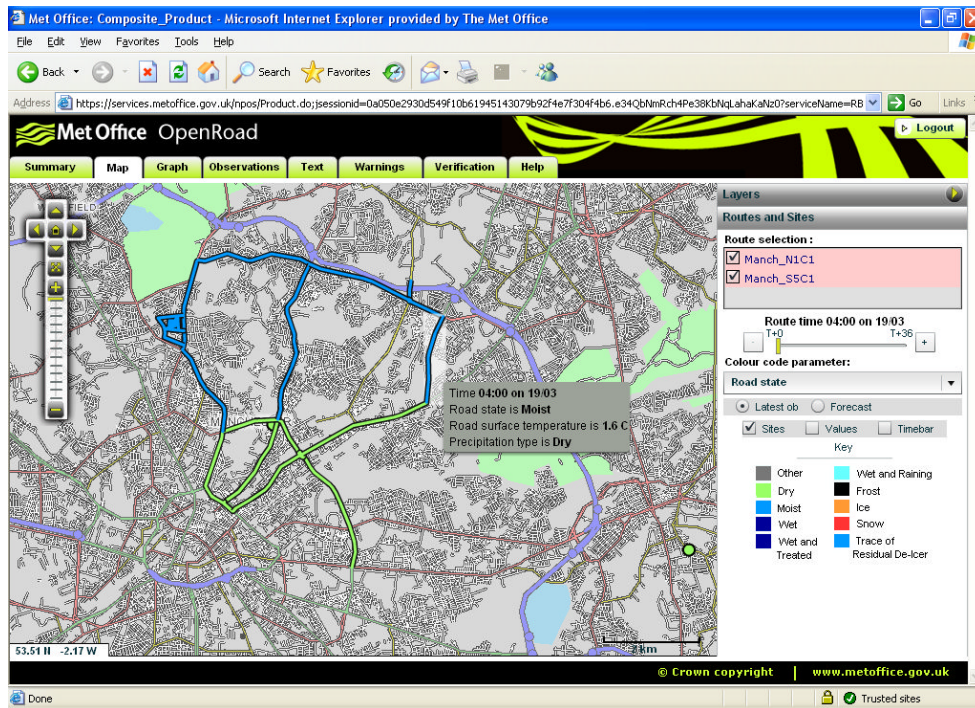 Met Office: Composite_Product - Microsoft Internet Explorer provided by The Met Office
File Edit View Favorites Tools Help
Back Search Favorites
Address https://services.metoffice.gov.uk/npos/Product.do;jsessionid=0a050e2930d549f10b61945143079b92f4e7f304f4b6.e34QbNmRch4Pe38KbNqLahaKaNz0?serviceName=RB Go Links
Met Office OpenRoad
Logout
Summary Map Graph Observations Text Warnings Verification Help
Layers
Routes and Sites
Route selection :
Manch_N1C1
Manch_S5C1
Route time 04:00 on 19/03
T+0 T+36
- +
Colour code parameter:
Road state
Latest ob Forecast
Sites Values Timebar
Key
Other Wet and Raining
Dry Frost
Moist Ice
Wet Snow
Wet and Treated Trace of Residual De-Icer
Time 04:00 on 19/03
Road state is Moist
Road surface temperature is 1.6 C
Precipitation type is Dry
53.51 N -2.17 W
© Crown copyright | www.metoffice.gov.uk
Done Trusted sites